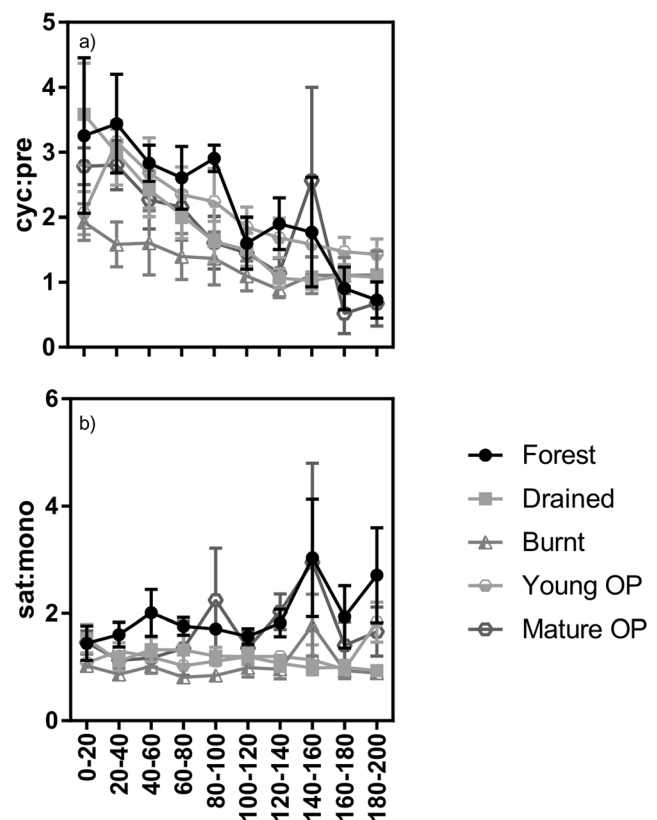 5
a)
4
3
cyc:pre
2
1
0
6
b)
4
sat:mono
2
0
0-20
20-40
40-60
60-80
80-100
100-120
120-140
140-160
160-180
180-200
Forest
Drained
Burnt
Young OP
Mature OP